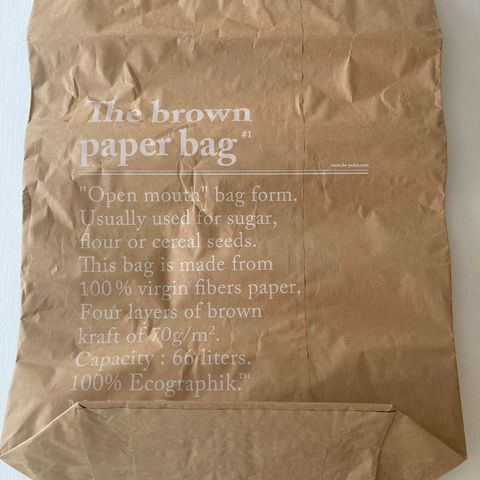 The brown
paper bag #1
"Open mouth" bag form.
Usually used for sugar,
flour or cereal seeds.
This bag is made from
100% virgin fibers paper.
Four layers of brown
kraft of 70g/m².
Capacity : 66 liters.
100% Ecographik.™